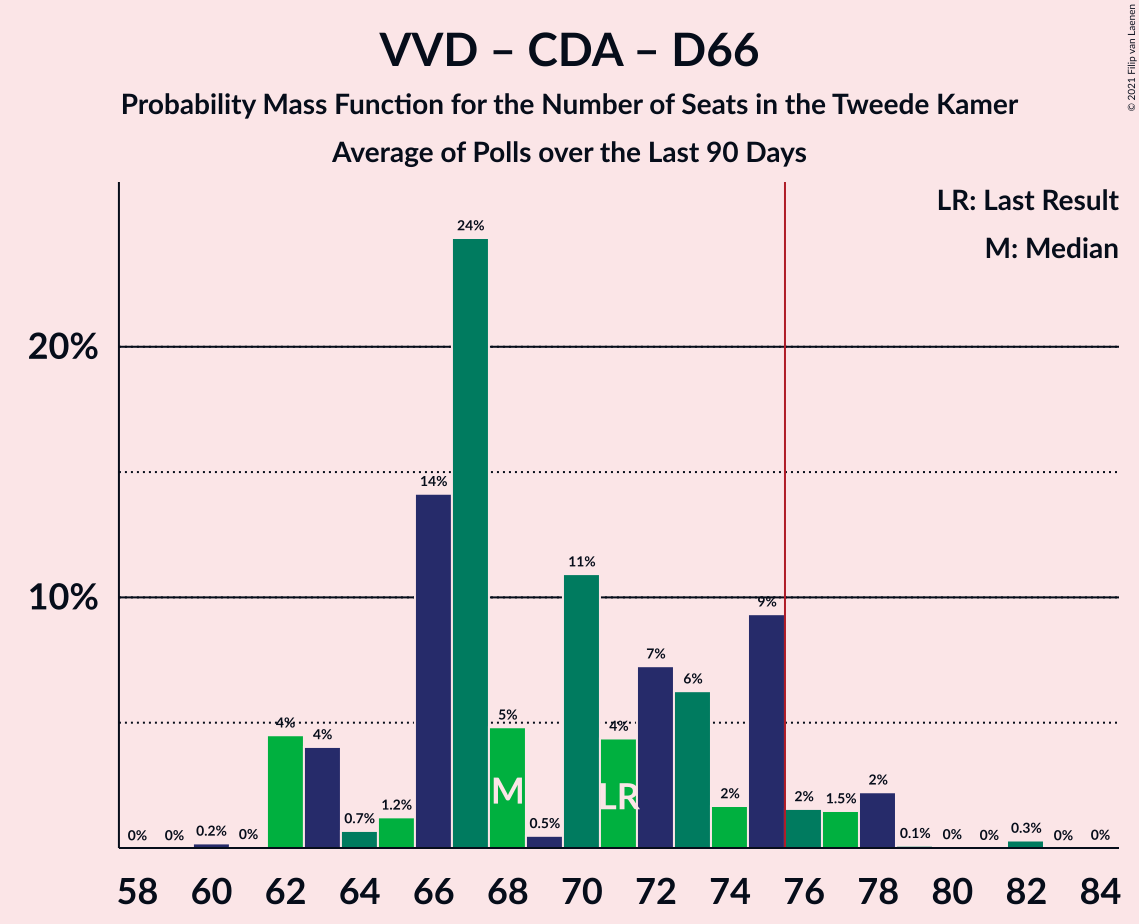 VVD – CDA – D66
Probability Mass Function for the Number of Seats in the Tweede Kamer
Average of Polls over the Last 90 Days
© 2021 Filip van Laenen
LR: Last Result
M: Median
20%
10%
0% 0% 0.2% 0% 4% 4% 0.7% 1.2% 14% 24% 5% 0.5% 11% 4% 7% 6% 2% 9% 2% 1.5% 2% 0.1% 0% 0% 0.3% 0% 0%
M LR
58 60 62 64 66 68 70 72 74 76 78 80 82 84